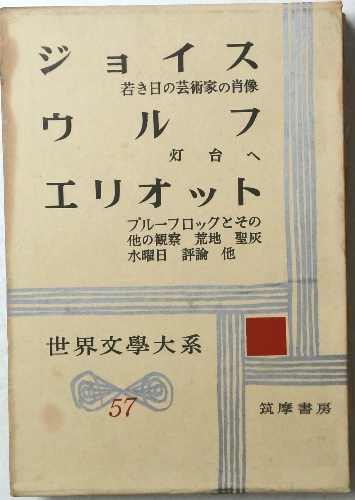 ジョイス
若き日の芸術家の肖像
ウルフ
灯台へ
エリオット
プルーフロックとその
他の観察 荒地 聖灰
水曜日 評論 他
世界文學大系
57
筑摩書房